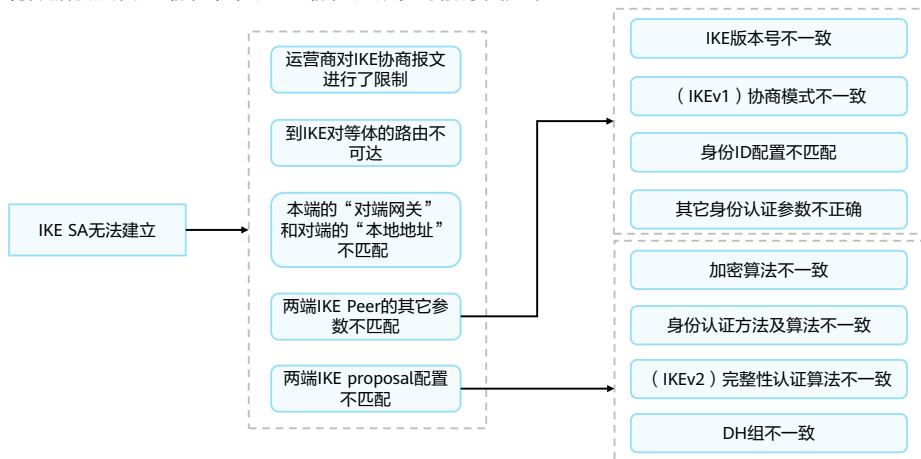 IKE SA无法建立
运营商对IKE协商报文
进行了限制
到IKE对等体的路由不
可达
本端的“对端网关”
和对端的“本地地址”
不匹配
两端IKE Peer的其它参
数不匹配
两端IKE proposal配置
不匹配
IKE版本号不一致
（IKEv1）协商模式不一致
身份ID配置不匹配
其它身份认证参数不正确
加密算法不一致
身份认证方法及算法不一致
（IKEv2）完整性认证算法不一致
DH组不一致